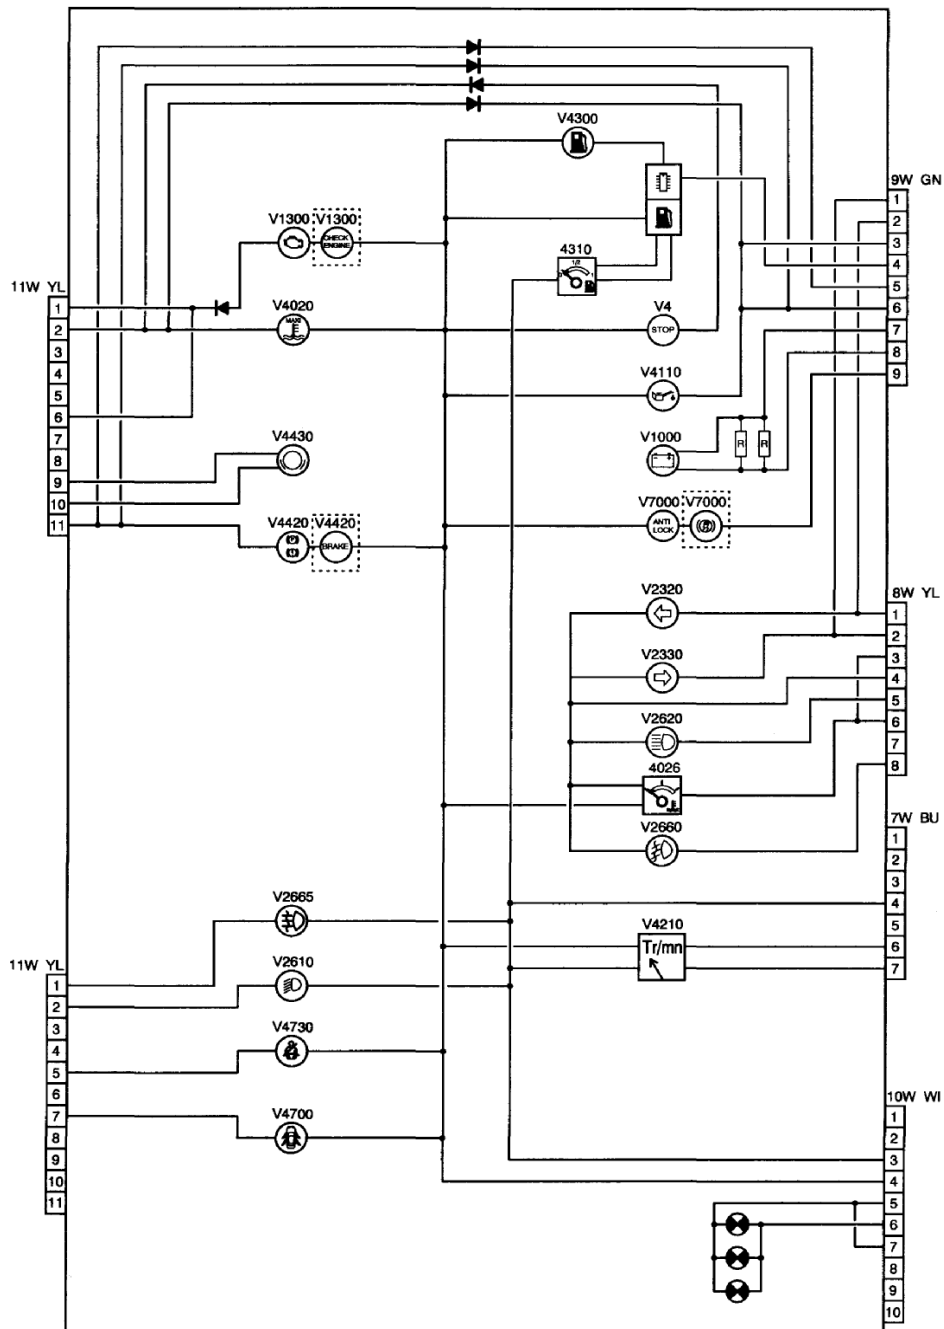 V4300
9W GN
1
2
3
4
5
6
7
8
9
V1300 V1300
CHECK
ENGINE
4310
1/2
0 1
11W YL
1
2
3
4
5
6
7
8
9
10
11
V4020
MAXI
V4
STOP
V4110
V4430
V1000
R R
V7000 V7000
ANTI
LOCK
V4420 V4420
BRAKE
V2320
8W YL
1
2
3
4
5
6
7
8
V2330
V2620
4026
V2660
7W BU
1
2
3
4
5
6
7
V2665
V4210
Tr/mn
11W YL
1
2
3
4
5
6
7
8
9
10
11
V2610
V4730
V4700
10W WI
1
2
3
4
5
6
7
8
9
10